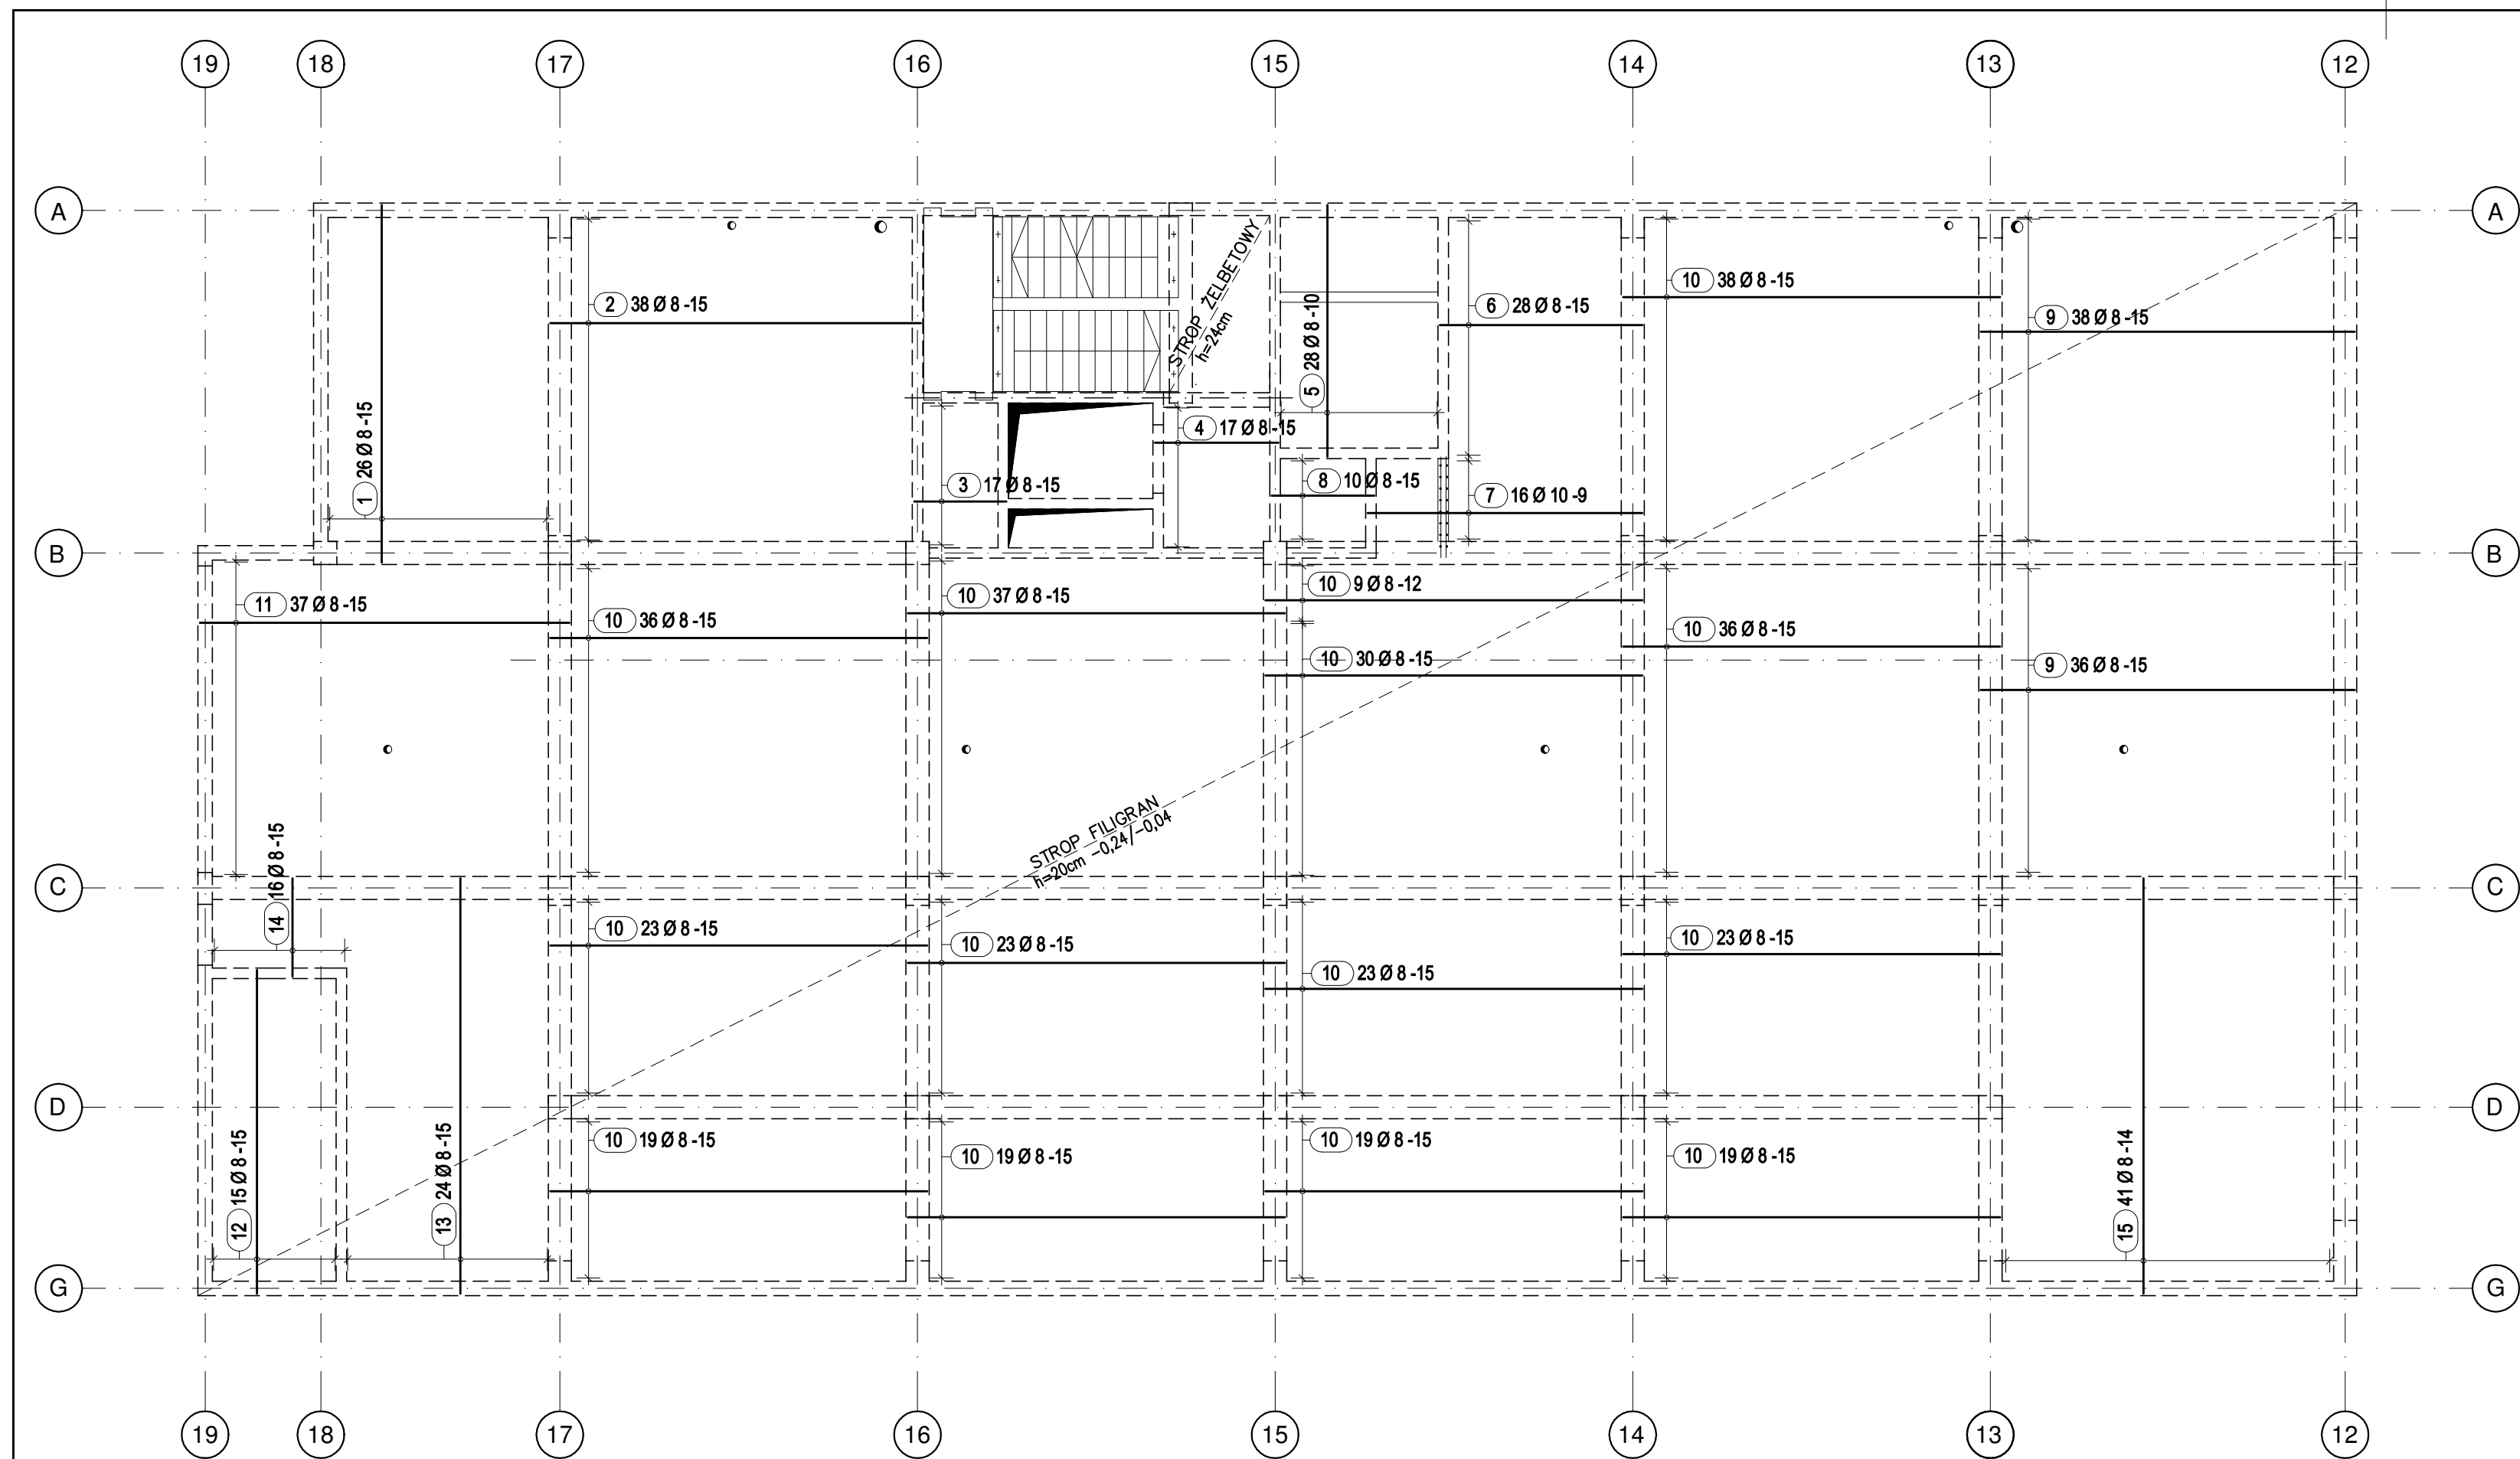 19 18 17 16 15 14 13 12
A A
STROP ŻELBETOWY
h=24cm
10 38 Ø 8 -15
2 38 Ø 8 -15
6 28 Ø 8 -15
9 38 Ø 8 -15
5 28 Ø 8 -10
1 26 Ø 8 -15
4 17 Ø 8 -15
3 17 Ø 8 -15
8 10 Ø 8 -15
7 16 Ø 10 -9
B B
11 37 Ø 8 -15
10 36 Ø 8 -15
10 37 Ø 8 -15
10 9 Ø 8 -12
10 30 Ø 8 -15
10 36 Ø 8 -15
9 36 Ø 8 -15
STROP FILIGRAN
h=20cm -0,24/-0,04
14 16 Ø 8 -15
C C
10 23 Ø 8 -15
10 23 Ø 8 -15
10 23 Ø 8 -15
10 23 Ø 8 -15
D D
12 15 Ø 8 -15
13 24 Ø 8 -15
10 19 Ø 8 -15
10 19 Ø 8 -15
10 19 Ø 8 -15
10 19 Ø 8 -15
15 41 Ø 8 -14
G G
19 18 17 16 15 14 13 12